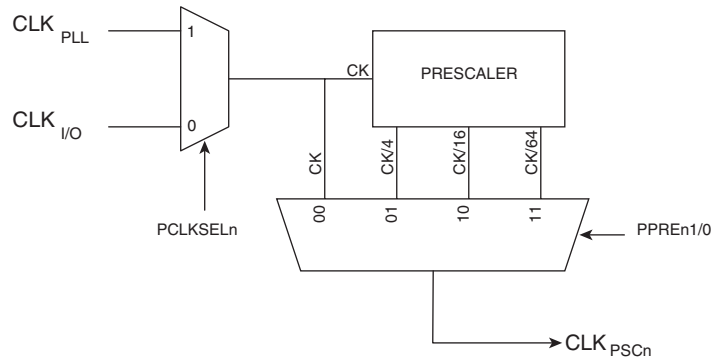 CLK PLL
1
CK
PRESCALER
CLK I/O
0
CK
CK/4
CK/16
CK/64
PCLKSELn
00
01
10
11
PPREn1/0
CLK PSCn